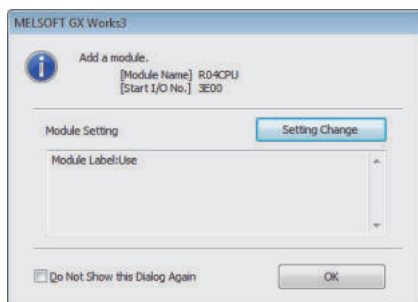 MELSOFT GX Works3
Add a module.
[Module Name] R04CPU
[Start I/O No.] 3E00
Module Setting
Setting Change
Module Label:Use
Do Not Show this Dialog Again
OK